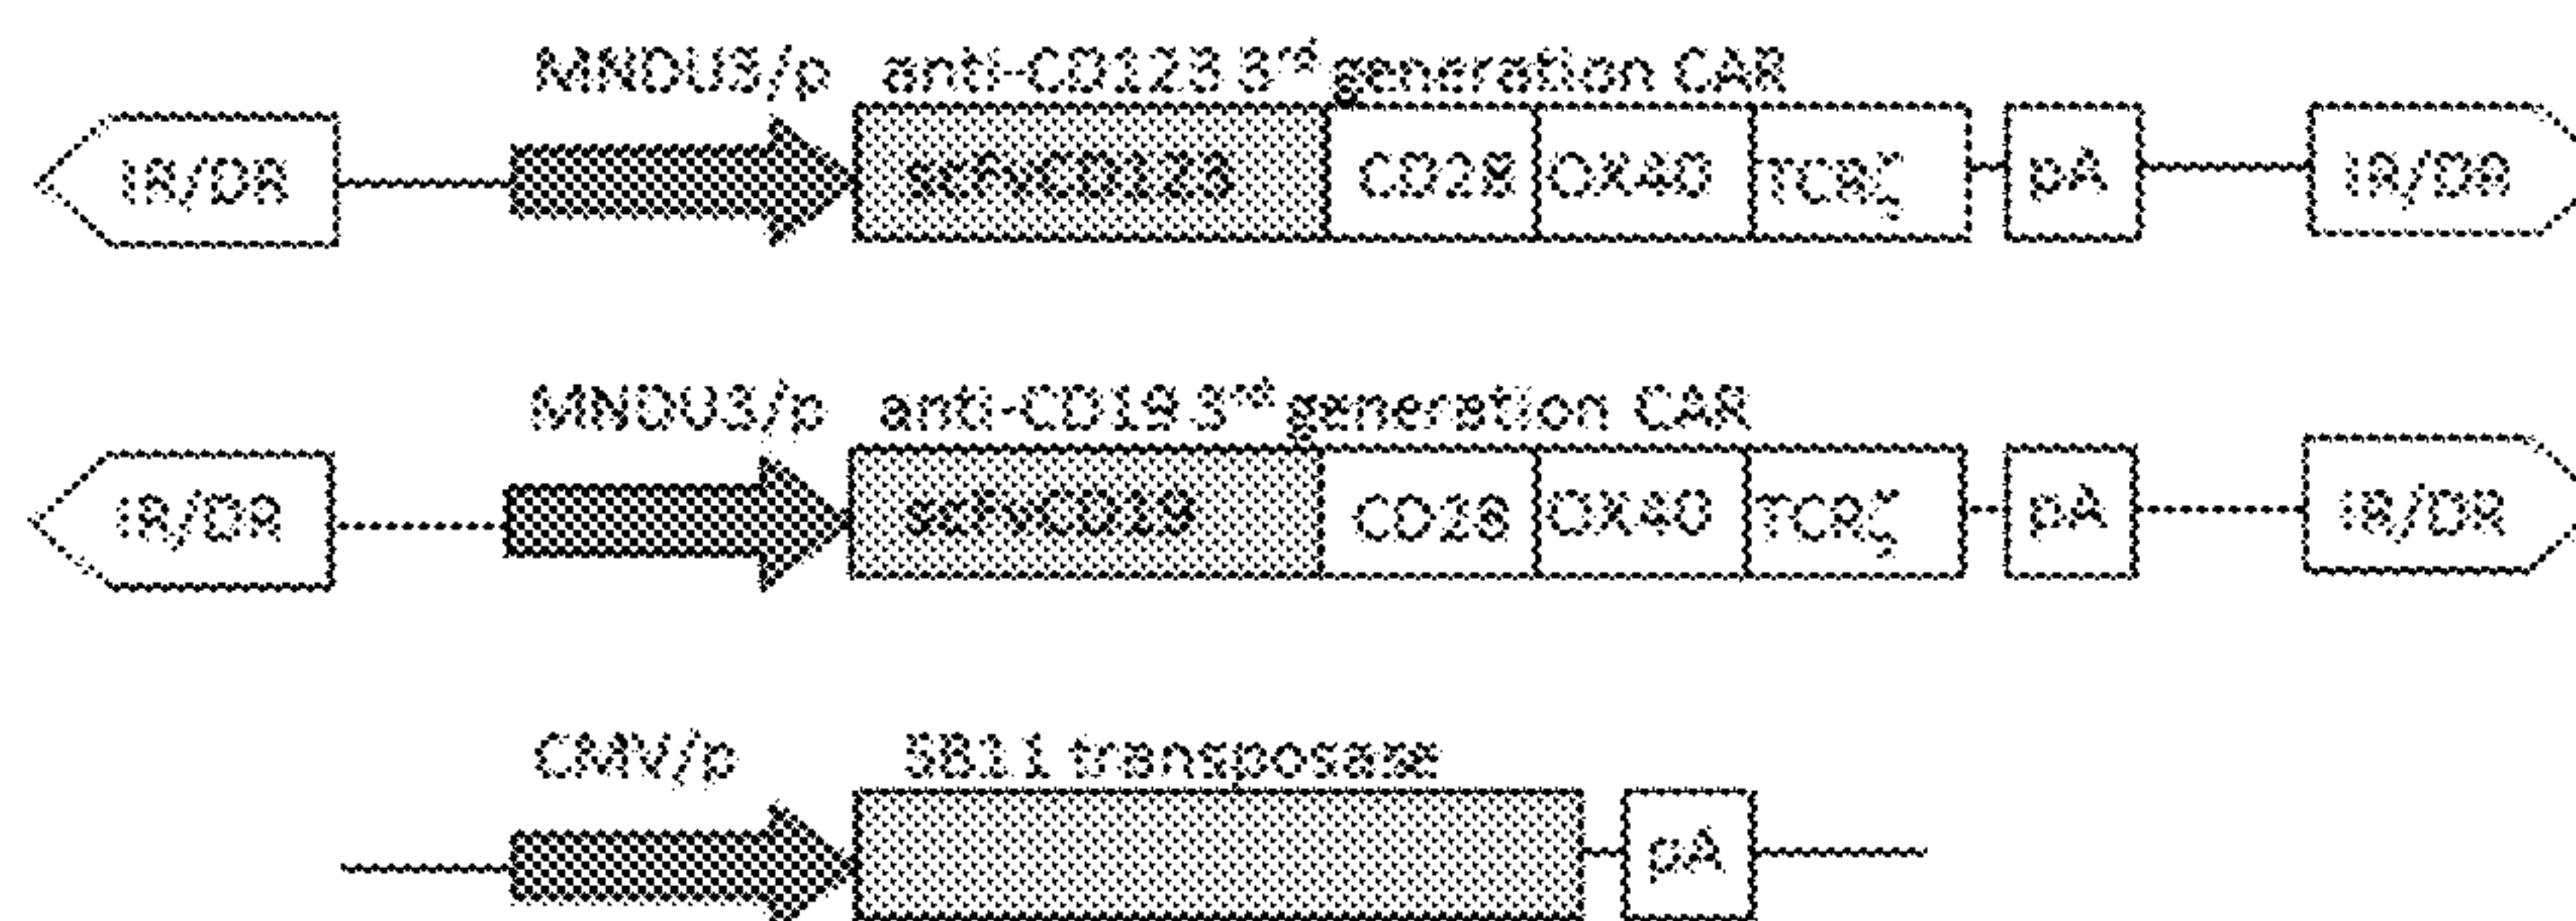 MNDU3/p anti-CD123 3rd generation CAR
IR/DR scFvCD123 CD28 OX40 TCRζ pA IR/DR
MNDU3/p anti-CD19 3rd generation CAR
IR/DR scFvCD19 CD28 OX40 TCRζ pA IR/DR
CMV/p SB11 transposase
pA